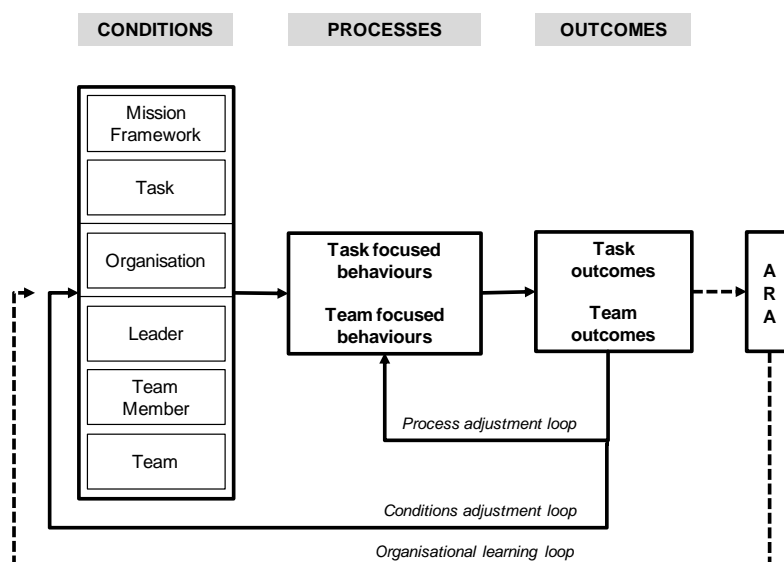 CONDITIONS
PROCESSES
OUTCOMES
Mission
Framework
Task
Organisation
Leader
Team
Member
Team
Task focused
behaviours
Team focused
behaviours
Task
outcomes
Team
outcomes
A
R
A
Process adjustment loop
Conditions adjustment loop
Organisational learning loop